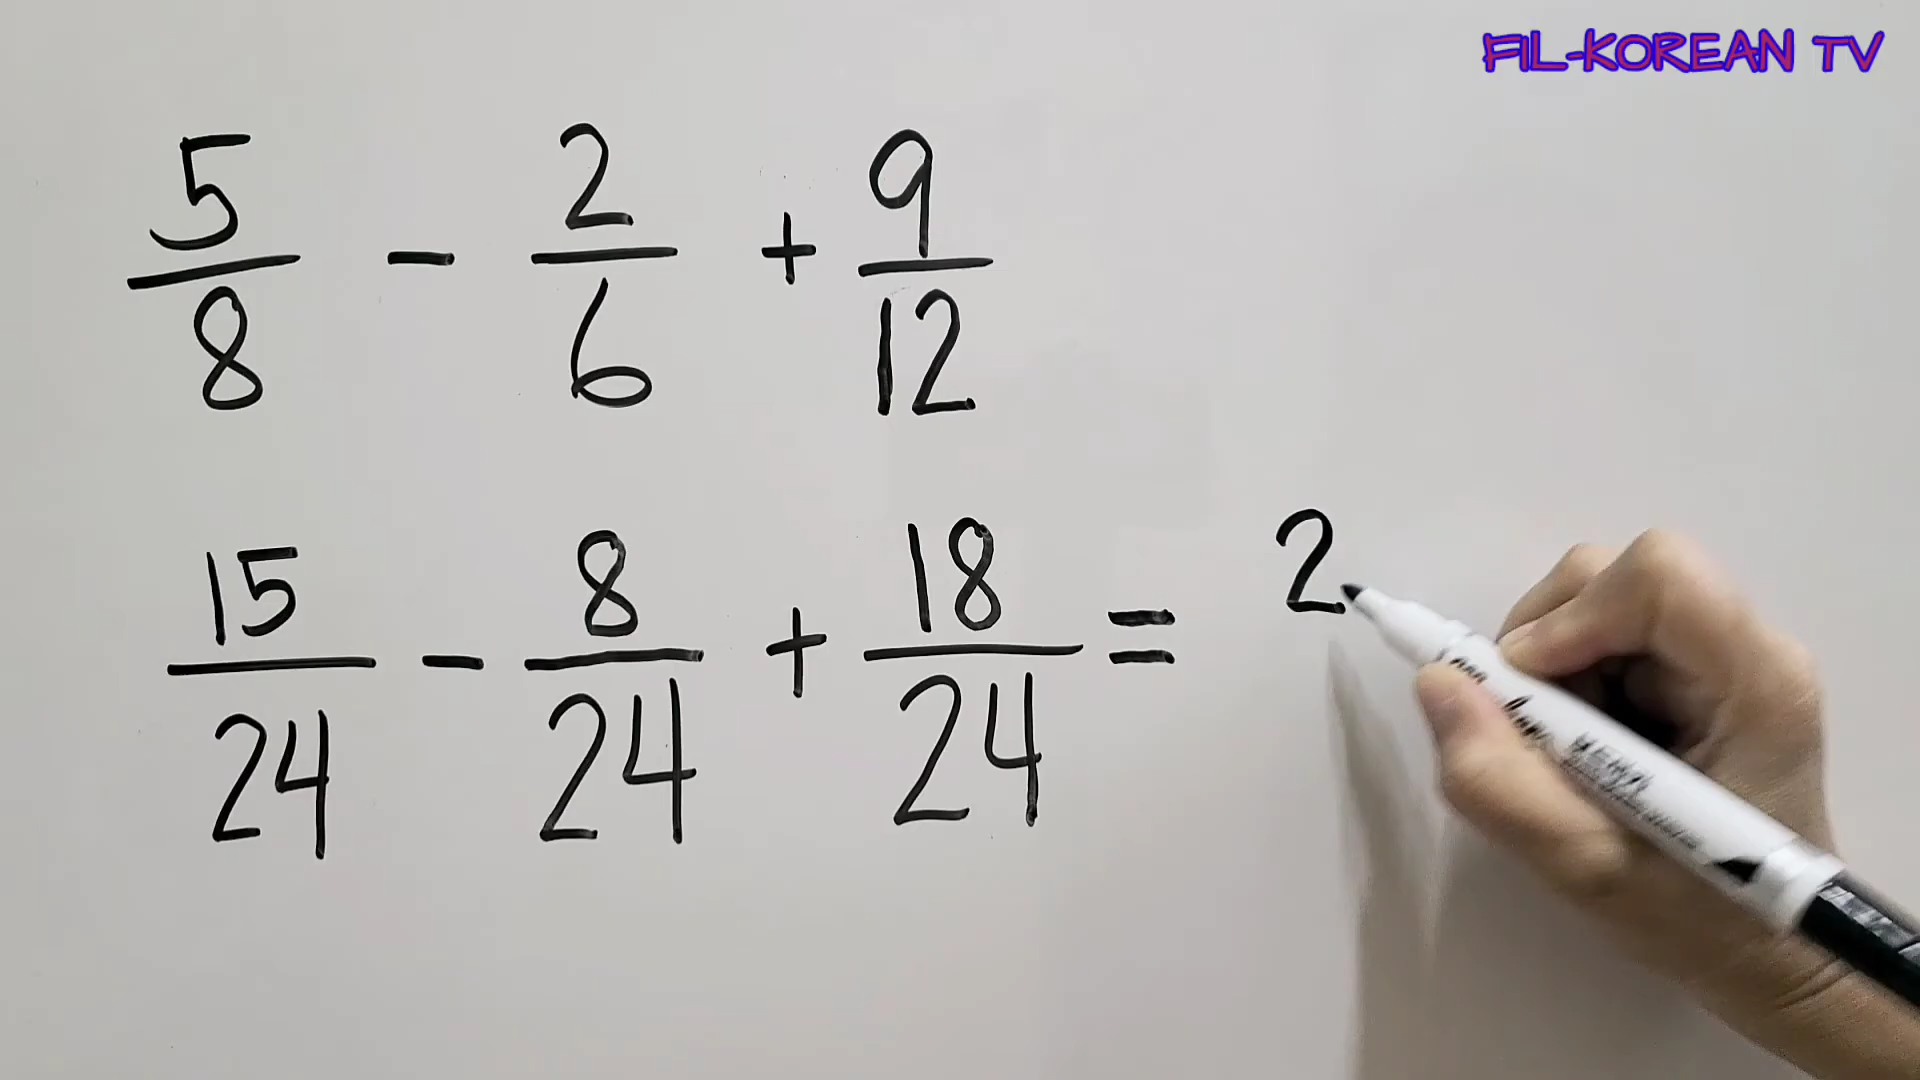 FIL-KOREAN TV
5/8 - 2/6 + 9/12
15/24 - 8/24 + 18/24 = 2